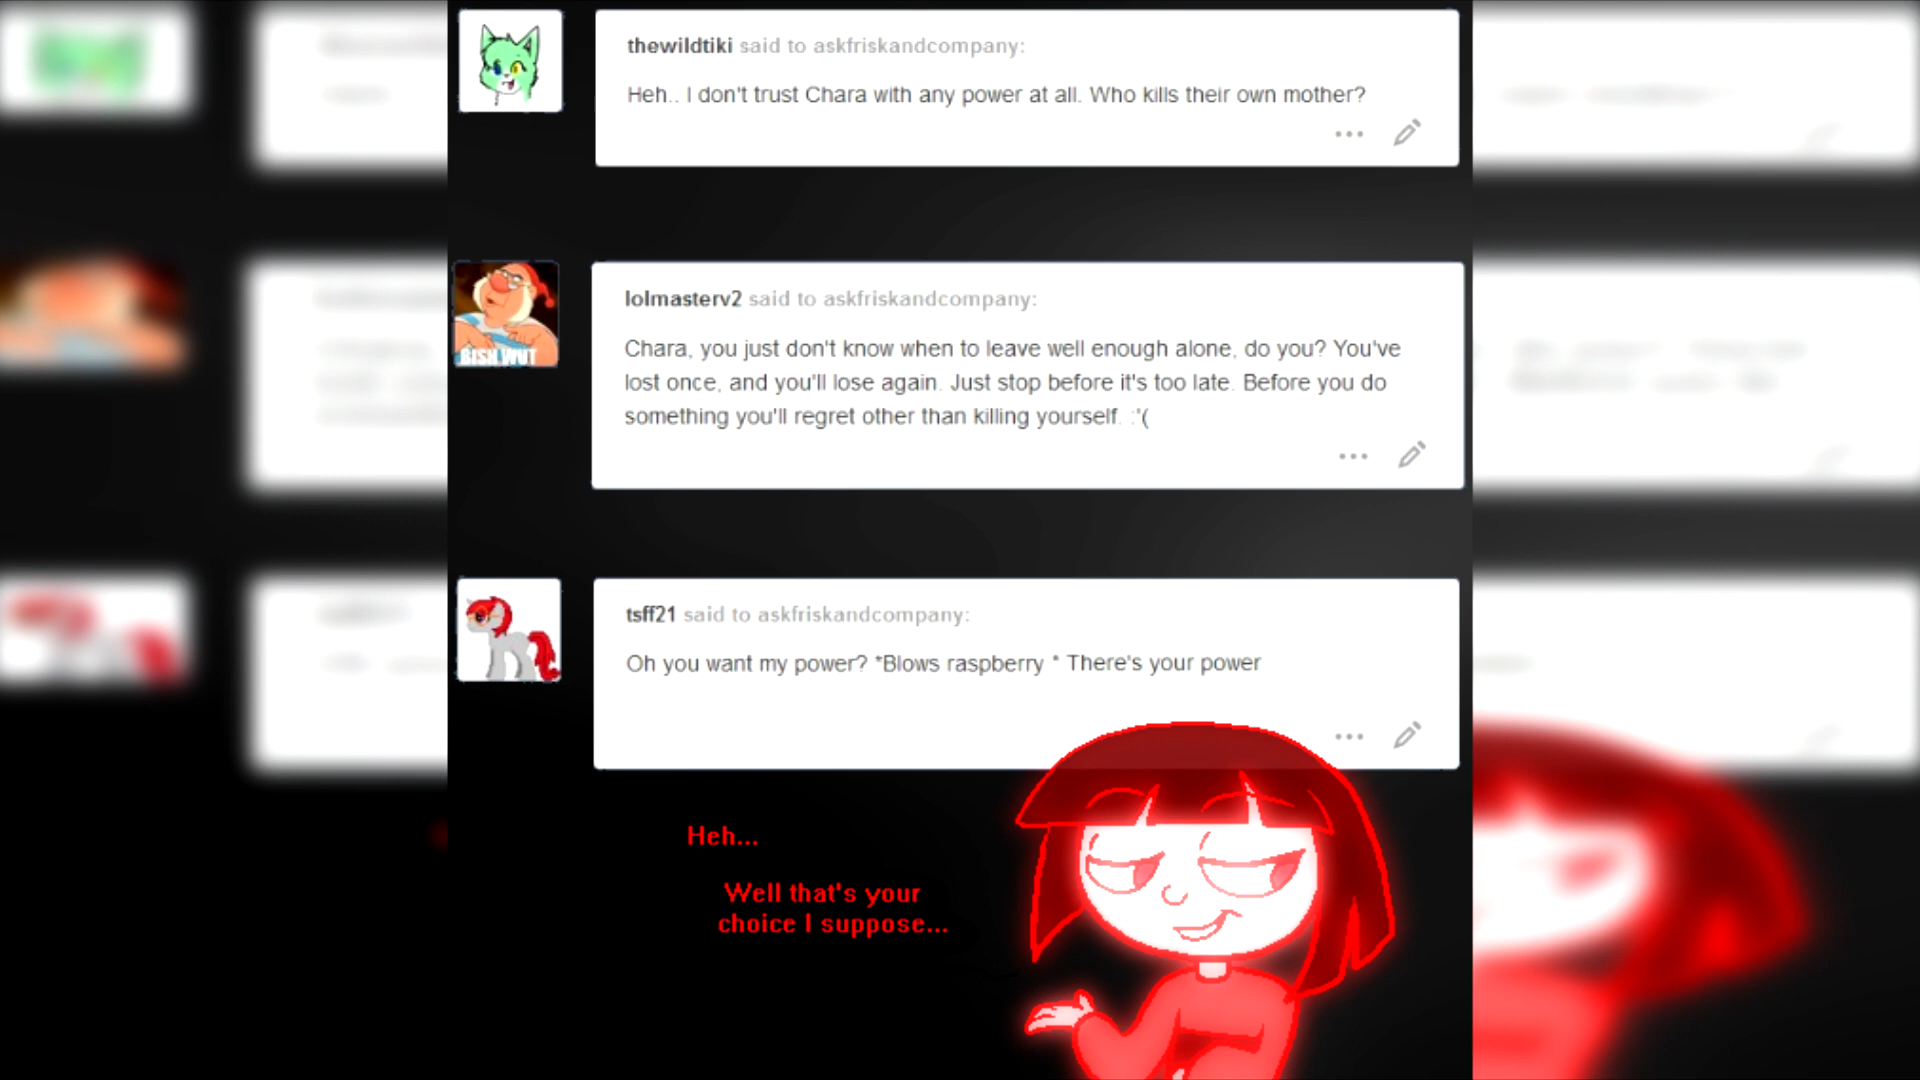 thewildtiki said to askfriskandcompany:
Heh.. I don't trust Chara with any power at all. Who kills their own mother?
lolmasterv2 said to askfriskandcompany:
BISH WUT
Chara, you just don't know when to leave well enough alone, do you? You've
lost once, and you'll lose again. Just stop before it's too late. Before you do
something you'll regret other than killing yourself. :'(
tsff21 said to askfriskandcompany:
Oh you want my power? *Blows raspberry * There's your power
Heh...
Well that's your
choice I suppose...